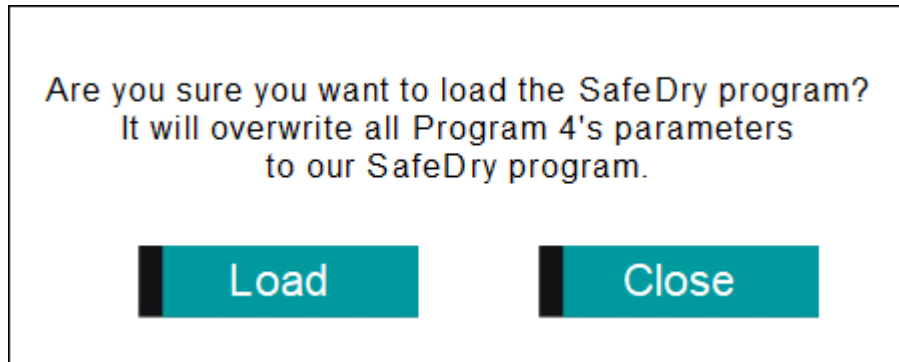 Are you sure you want to load the SafeDry program?
It will overwrite all Program 4's parameters
to our SafeDry program.
Load
Close